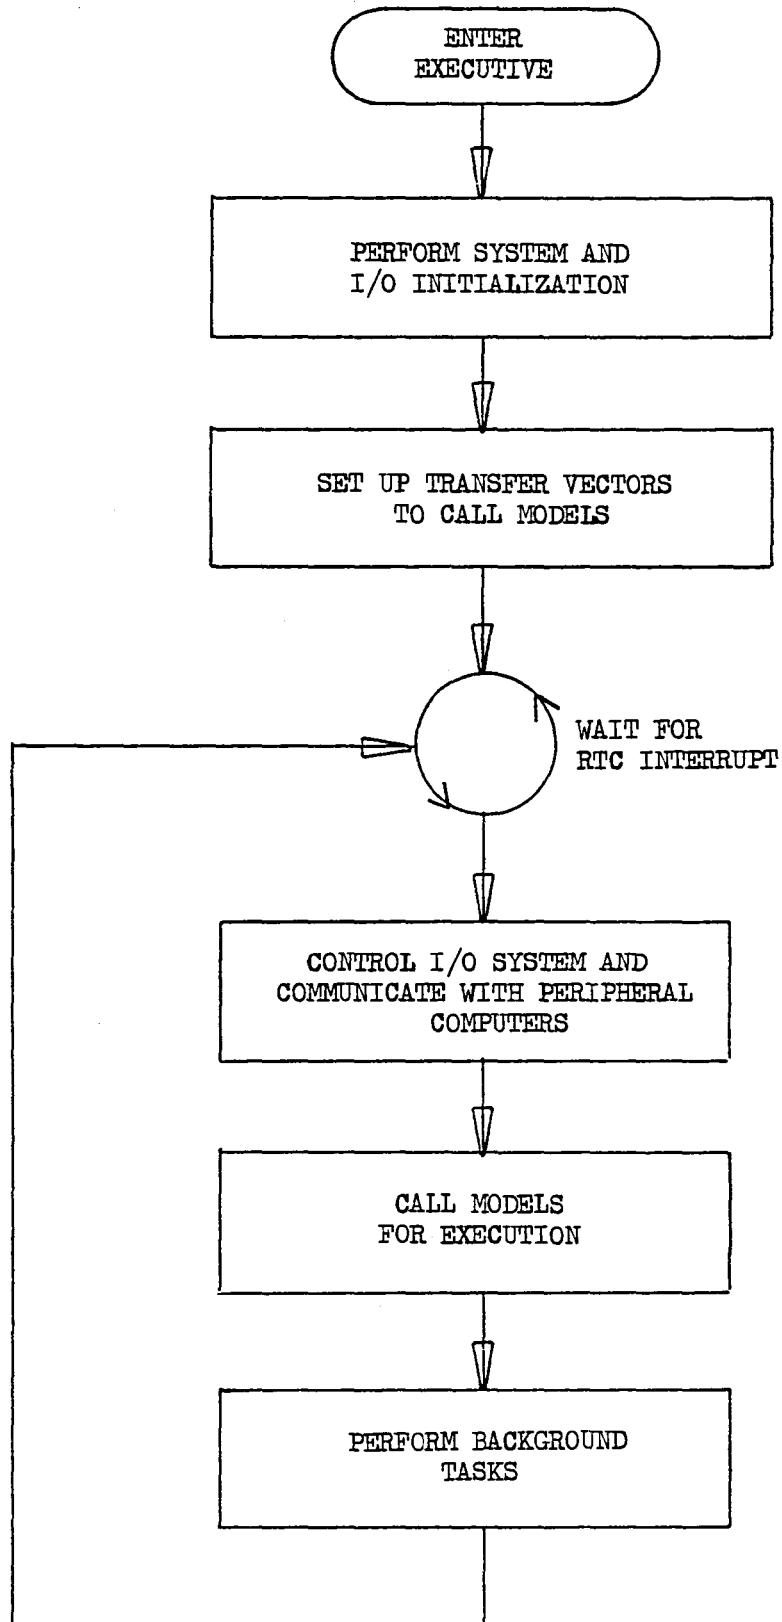 ENTER
EXECUTIVE
PERFORM SYSTEM AND
I/O INITIALIZATION
SET UP TRANSFER VECTORS
TO CALL MODELS
WAIT FOR
RTC INTERRUPT
CONTROL I/O SYSTEM AND
COMMUNICATE WITH PERIPHERAL
COMPUTERS
CALL MODELS
FOR EXECUTION
PERFORM BACKGROUND
TASKS